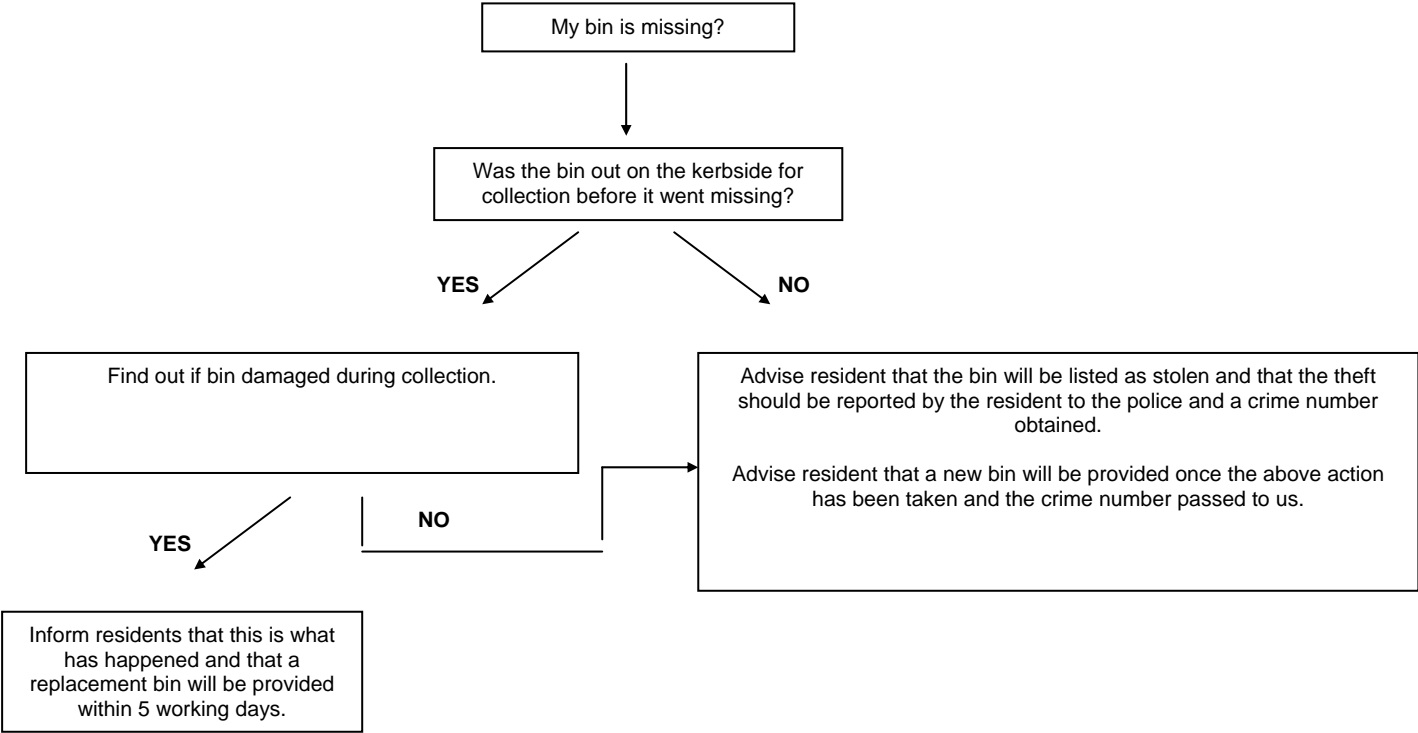 My bin is missing?
Was the bin out on the kerbside for
collection before it went missing?
YES
NO
Find out if bin damaged during collection.
Advise resident that the bin will be listed as stolen and that the theft
should be reported by the resident to the police and a crime number
obtained.
Advise resident that a new bin will be provided once the above action
has been taken and the crime number passed to us.
NO
YES
Inform residents that this is what
has happened and that a
replacement bin will be provided
within 5 working days.